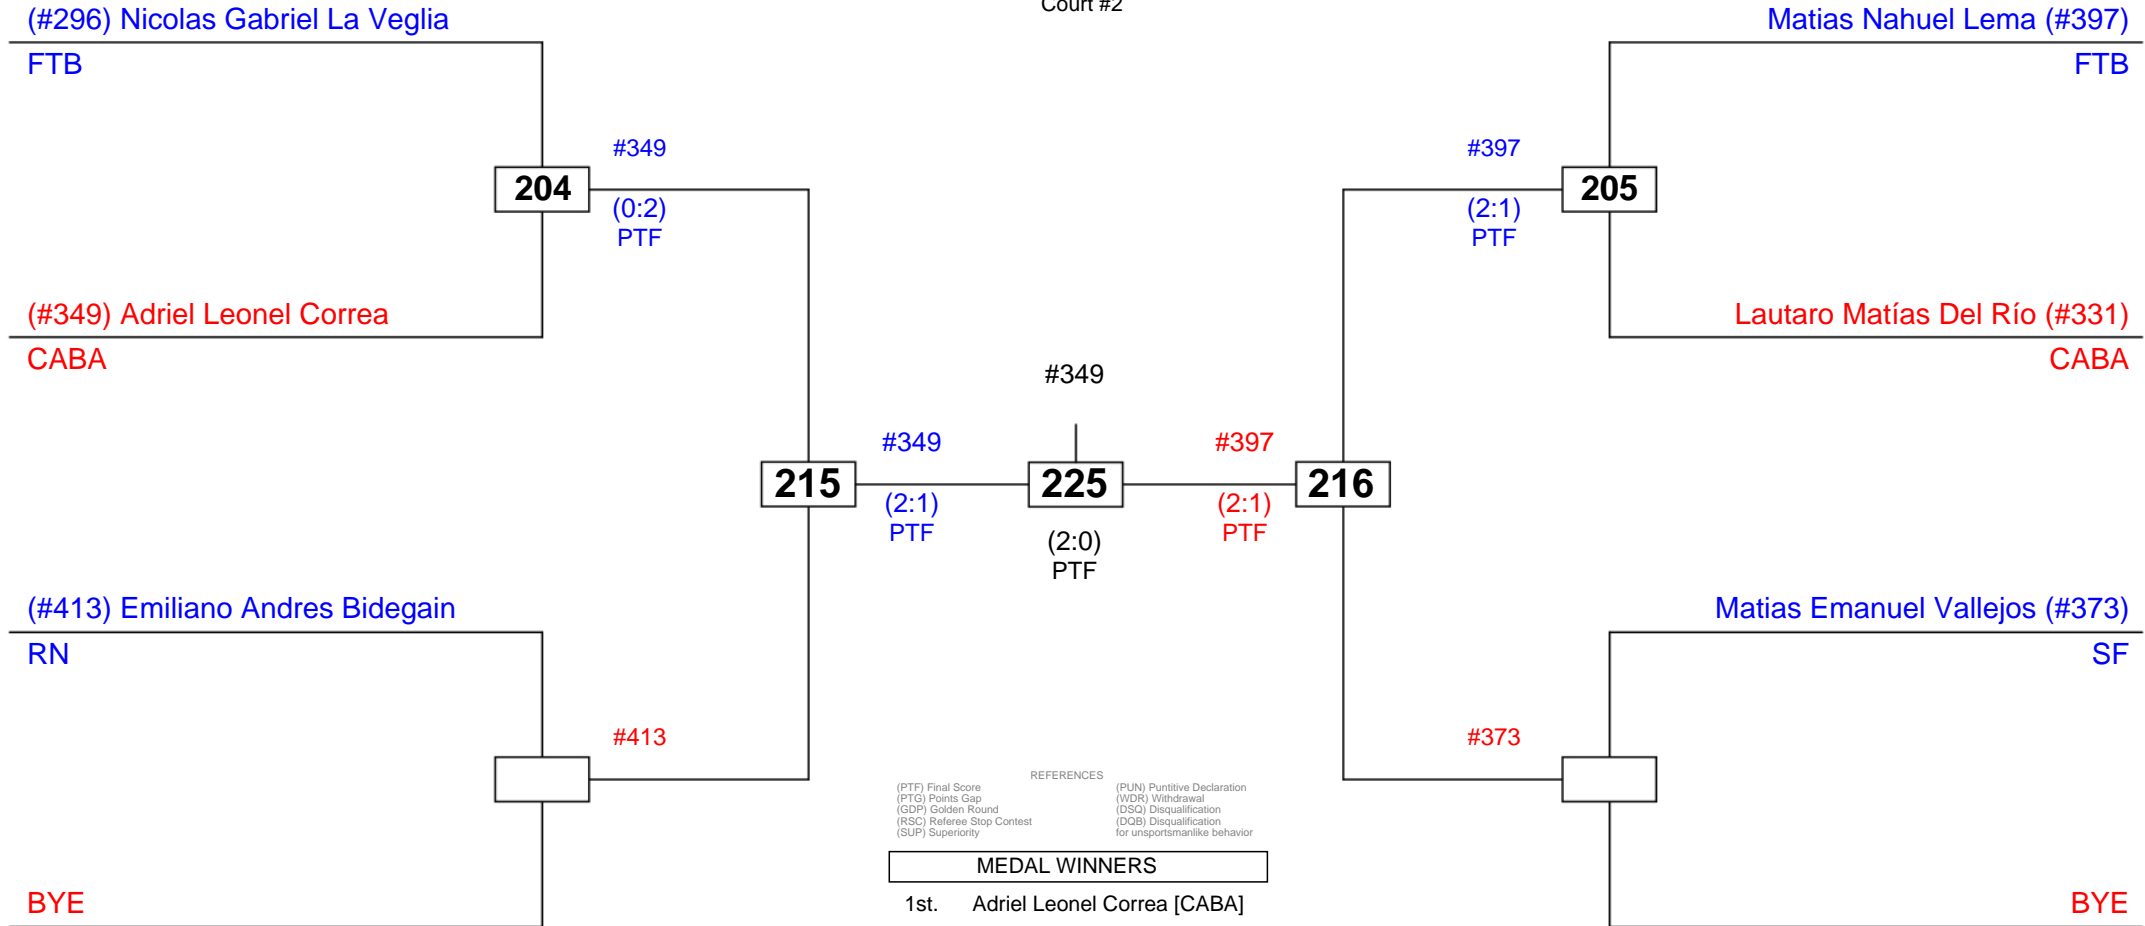 Court #2
(#296) Nicolas Gabriel La Veglia
FTB
Matias Nahuel Lema (#397)
FTB
#349
204
(0:2)
PTF
#397
205
(2:1)
PTF
(#349) Adriel Leonel Correa
CABA
Lautaro Matías Del Río (#331)
CABA
#349
#349
215
(2:1)
PTF
225
(2:0)
PTF
#397
216
(2:1)
PTF
(#413) Emiliano Andres Bidegain
RN
Matias Emanuel Vallejos (#373)
SF
#413
#373
BYE
BYE
REFERENCES
(PTF) Final Score
(PTG) Points Gap
(GDP) Golden Round
(RSC) Referee Stop Contest
(SUP) Superiority
(PUN) Puntitive Declaration
(WDR) Withdrawal
(DSQ) Disqualification
(DQB) Disqualification
for unsportsmanlike behavior
MEDAL WINNERS
1st. Adriel Leonel Correa [CABA]